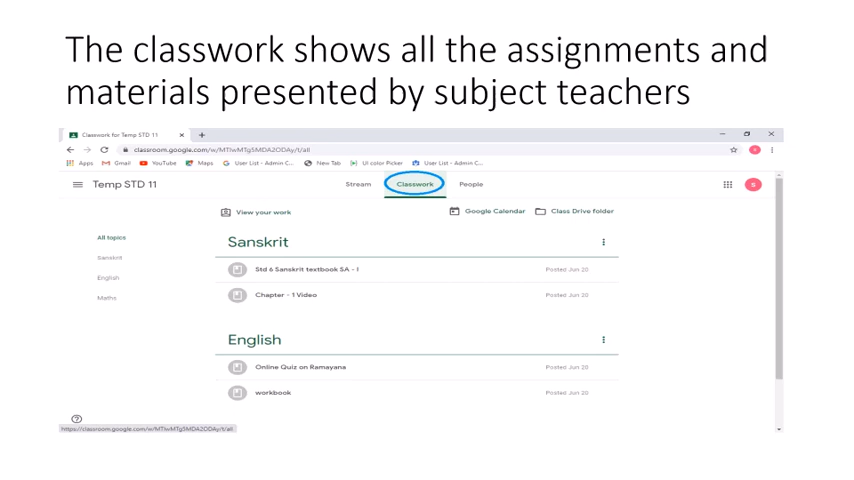 The classwork shows all the assignments and
materials presented by subject teachers
Classwork for Temp STD 11
classroom.google.com/w/MTIwMTg5MDA2ODAy/t/all
Apps Gmail YouTube Maps User List - Admin C... New Tab UI color Picker User List - Admin C...
Temp STD 11 Stream Classwork People S
View your work Google Calendar Class Drive folder
All topics
Sanskrit
English
Maths
Sanskrit
Std 6 Sanskrit textbook SA - I Posted Jun 20
Chapter - 1 Video Posted Jun 20
English
Online Quiz on Ramayana Posted Jun 20
workbook Posted Jun 20
https://classroom.google.com/w/MTIwMTg5MDA2ODAy/t/all